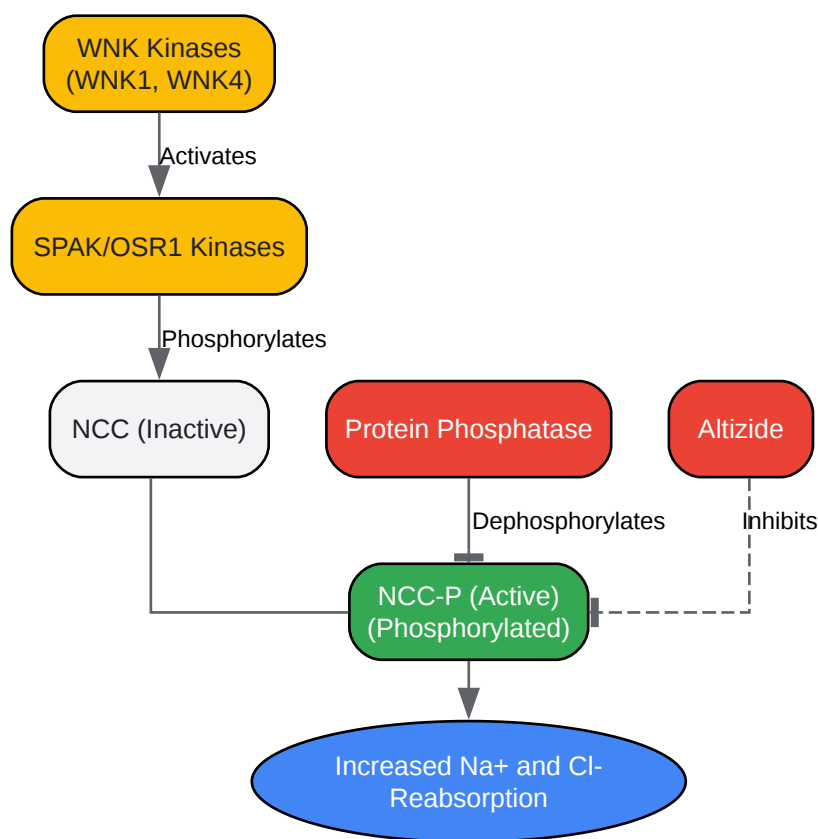 WNK Kinases
(WNK1, WNK4)
Activates
SPAK/OSR1 Kinases
Phosphorylates
NCC (Inactive)
Protein Phosphatase
Altizide
Dephosphorylates
Inhibits
NCC-P (Active)
(Phosphorylated)
Increased Na+ and Cl-
Reabsorption